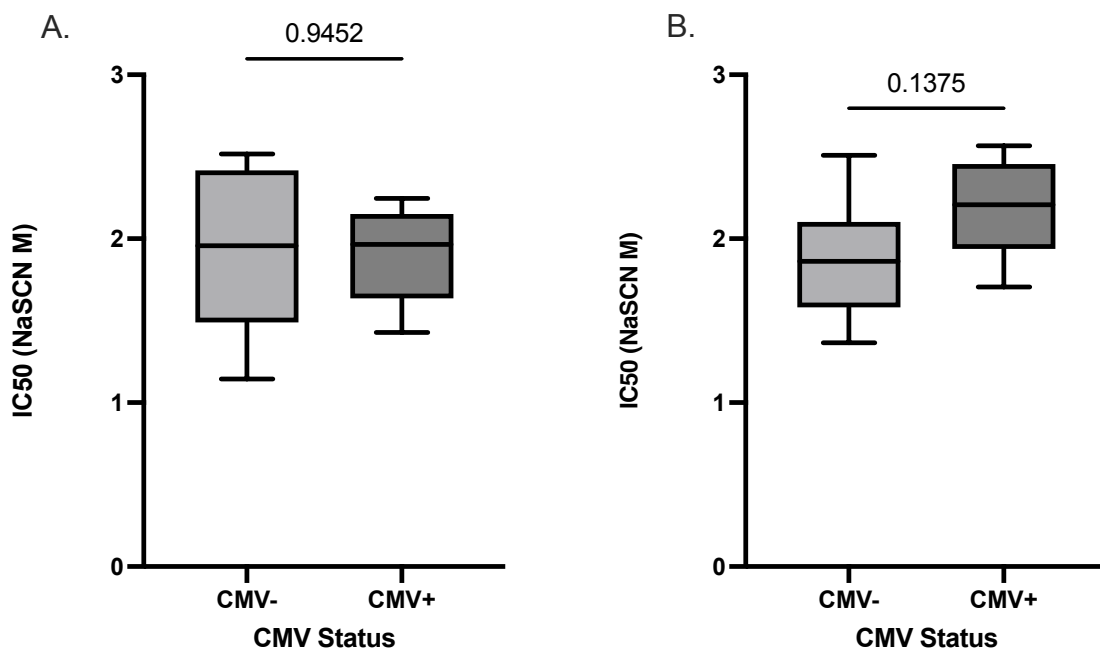 A.
0.9452
3
2
1
0
IC50 (NaSCN M)
CMV-
CMV+
CMV Status
B.
0.1375
3
2
1
0
IC50 (NaSCN M)
CMV-
CMV+
CMV Status